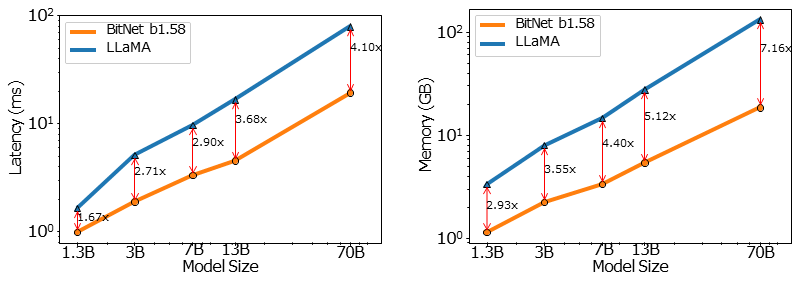 10²
BitNet b1.58
LLaMA
4.10x
3.68x
10¹
2.90x
2.71x
1.67x
10⁰
Latency (ms)
1.3B 3B 7B 13B 70B
Model Size
BitNet b1.58
LLaMA
10²
7.16x
5.12x
10¹
4.40x
3.55x
2.93x
10⁰
Memory (GB)
1.3B 3B 7B 13B 70B
Model Size